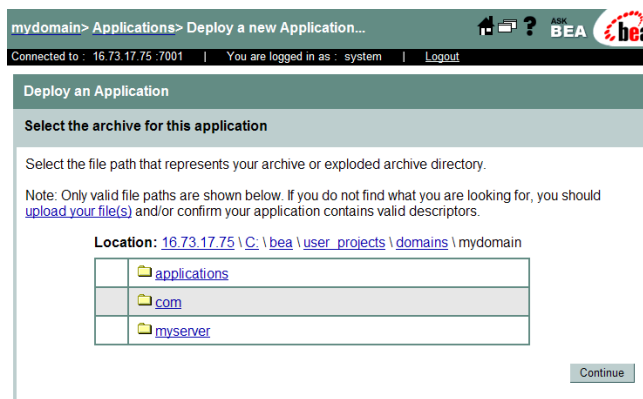 mydomain> Applications> Deploy a new Application...
? ASK BEA bea
Connected to : 16.73.17.75 :7001 | You are logged in as : system | Logout
Deploy an Application
Select the archive for this application
Select the file path that represents your archive or exploded archive directory.
Note: Only valid file paths are shown below. If you do not find what you are looking for, you should
upload your file(s) and/or confirm your application contains valid descriptors.
Location: 16.73.17.75 \ C: \ bea \ user_projects \ domains \ mydomain
applications
com
myserver
Continue